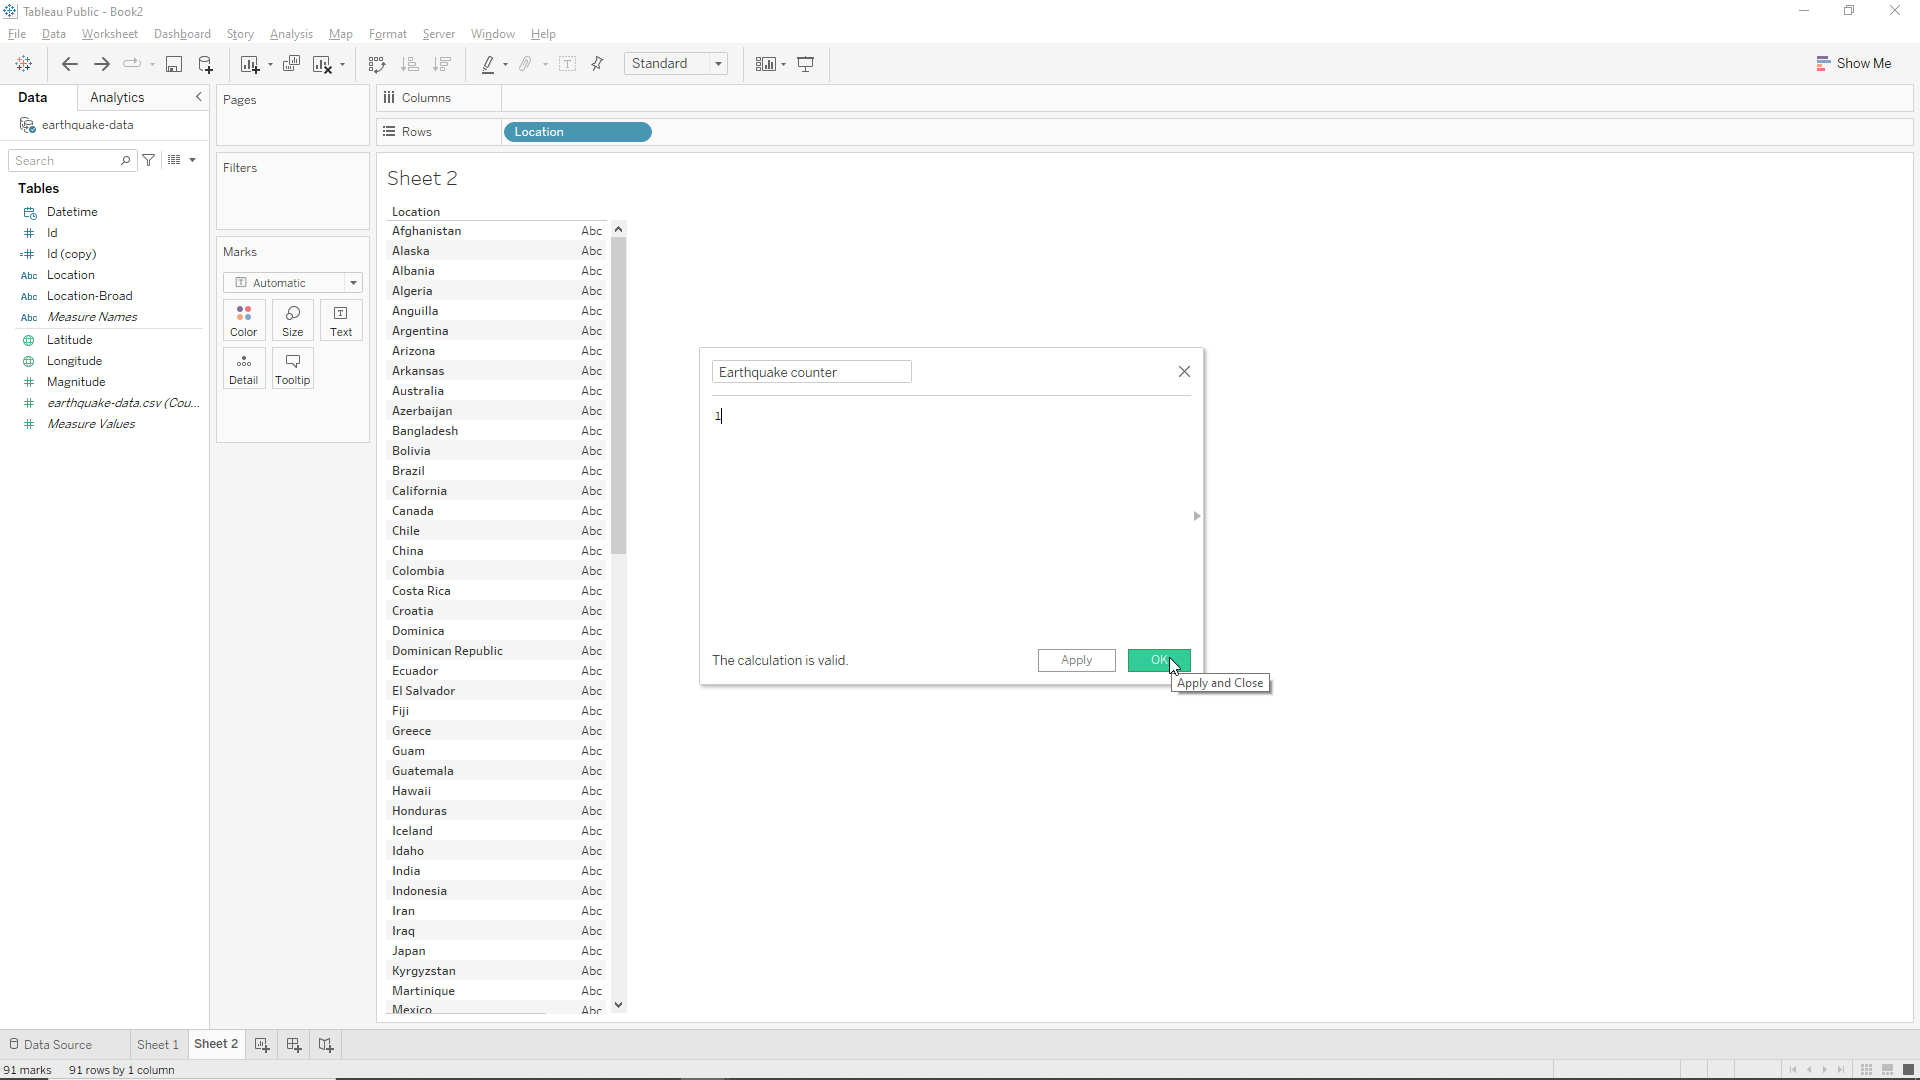 Tableau Public - Book2
File Data Worksheet Dashboard Story Analysis Map Format Server Window Help
Standard
Show Me
Data Analytics
earthquake-data
Search
Tables
Datetime
# Id
=# Id (copy)
Abc Location
Abc Location-Broad
Abc Measure Names
Latitude
Longitude
# Magnitude
# earthquake-data.csv (Cou...
# Measure Values
Pages
Filters
Marks
T Automatic
Color Size Text
Detail Tooltip
Columns
Rows Location
Sheet 2
Location
Afghanistan Abc
Alaska Abc
Albania Abc
Algeria Abc
Anguilla Abc
Argentina Abc
Arizona Abc
Arkansas Abc
Australia Abc
Azerbaijan Abc
Bangladesh Abc
Bolivia Abc
Brazil Abc
California Abc
Canada Abc
Chile Abc
China Abc
Colombia Abc
Costa Rica Abc
Croatia Abc
Dominica Abc
Dominican Republic Abc
Ecuador Abc
El Salvador Abc
Fiji Abc
Greece Abc
Guam Abc
Guatemala Abc
Hawaii Abc
Honduras Abc
Iceland Abc
Idaho Abc
India Abc
Indonesia Abc
Iran Abc
Iraq Abc
Japan Abc
Kyrgyzstan Abc
Martinique Abc
Mexico Abc
Earthquake counter
1
The calculation is valid.
Apply OK
Apply and Close
Data Source Sheet 1 Sheet 2
91 marks 91 rows by 1 column